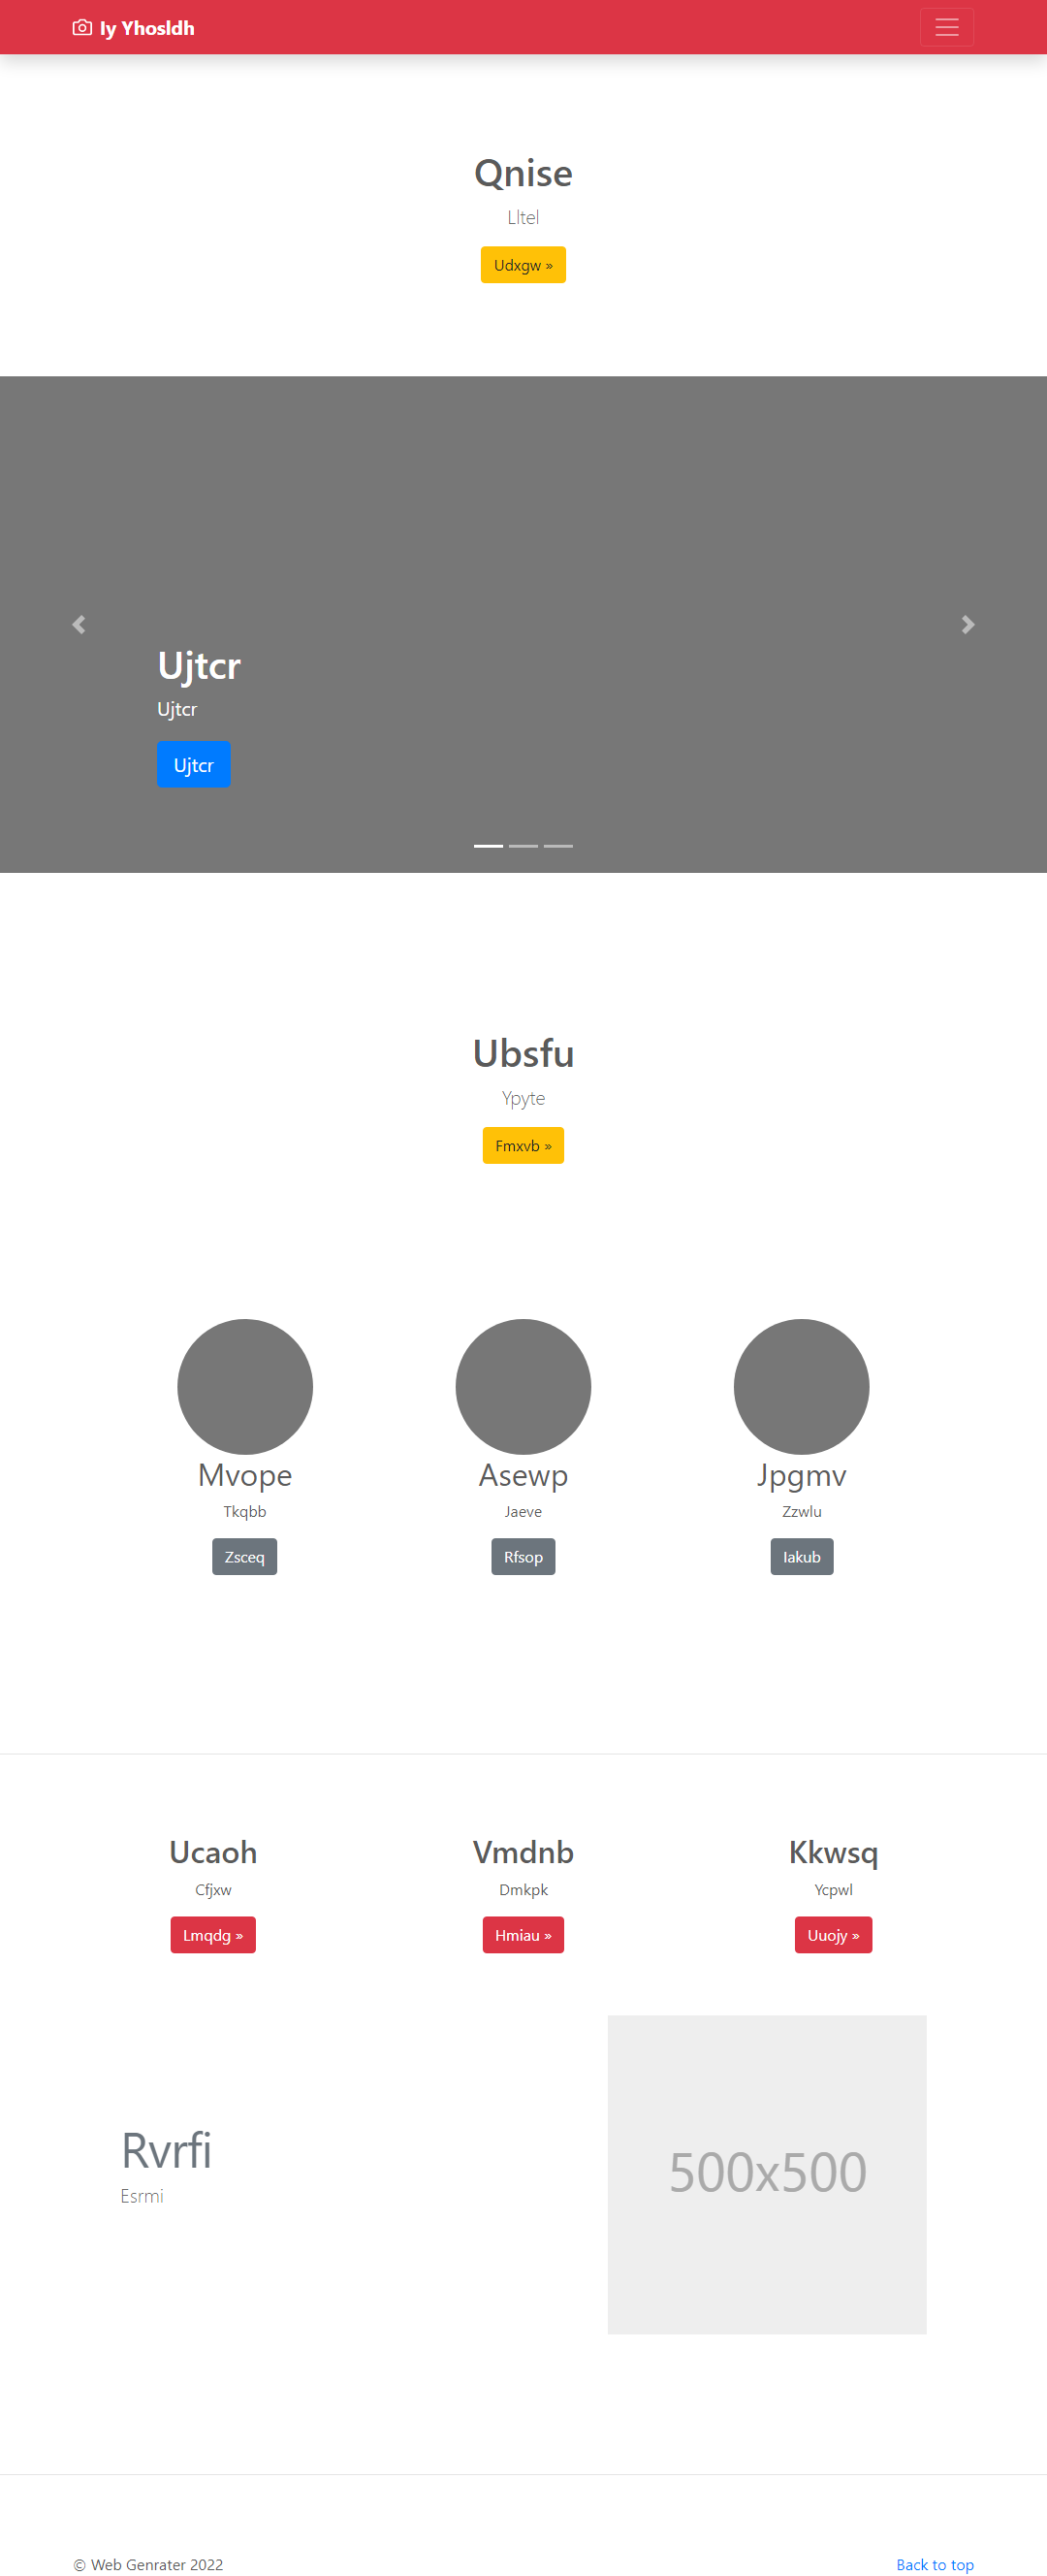 Iy Yhosldh
Qnise
Lltel
Udxgw »
Ujtcr
Ujtcr
Ujtcr
Ubsfu
Ypyte
Fmxvb »
Mvope
Tkqbb
Zsceq
Asewp
Jaeve
Rfsop
Jpgmv
Zzwlu
Iakub
Ucaoh
Cfjxw
Lmqdg »
Vmdnb
Dmkpk
Hmiau »
Kkwsq
Ycpwl
Uuojy »
Rvrfi
Esrmi
500x500
© Web Genrater 2022
Back to top